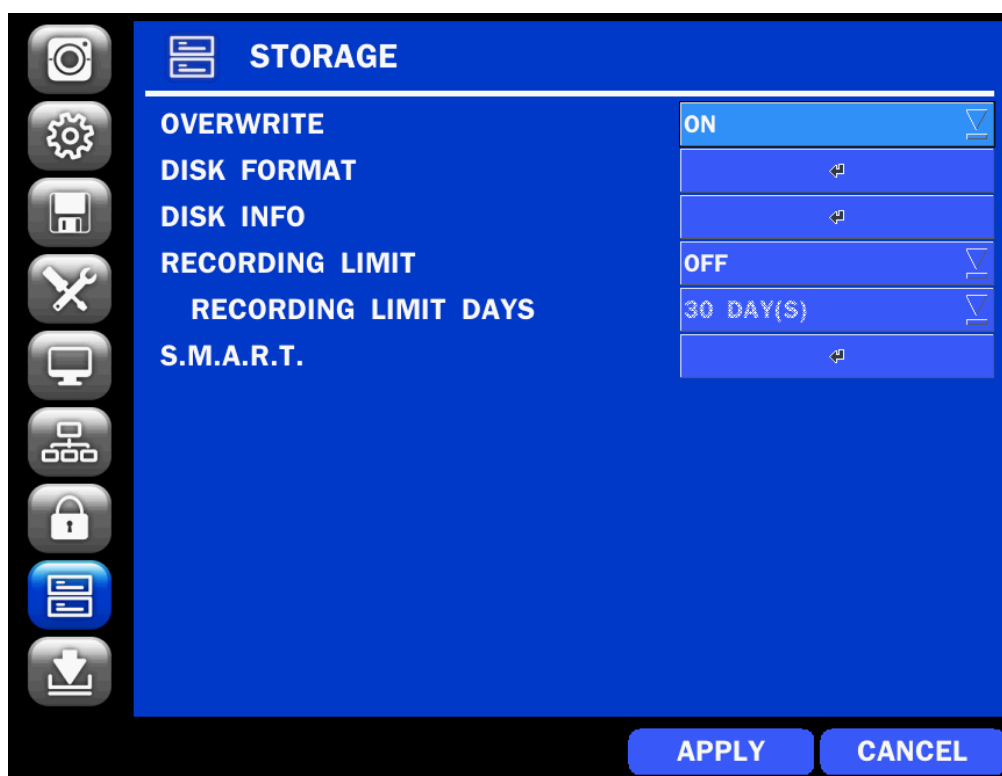 STORAGE
OVERWRITE ON
DISK FORMAT
DISK INFO
RECORDING LIMIT OFF
RECORDING LIMIT DAYS 30 DAY(S)
S.M.A.R.T.
APPLY CANCEL